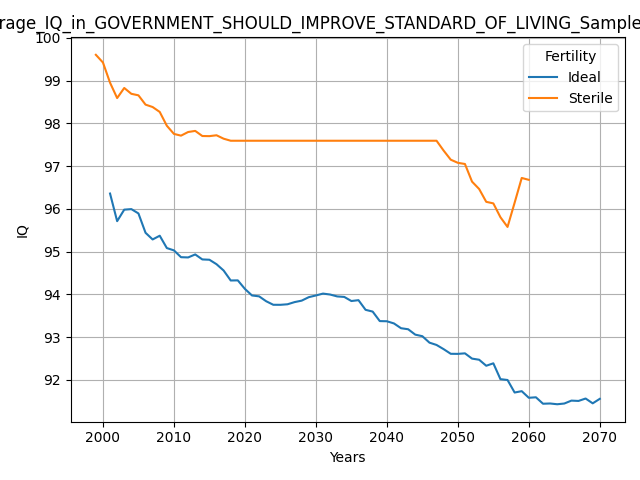 rage_IQ_in_GOVERNMENT_SHOULD_IMPROVE_STANDARD_OF_LIVING_Sample
100
99
98
97
96
95
94
93
92
IQ
Fertility
Ideal
Sterile
2000 2010 2020 2030 2040 2050 2060 2070
Years